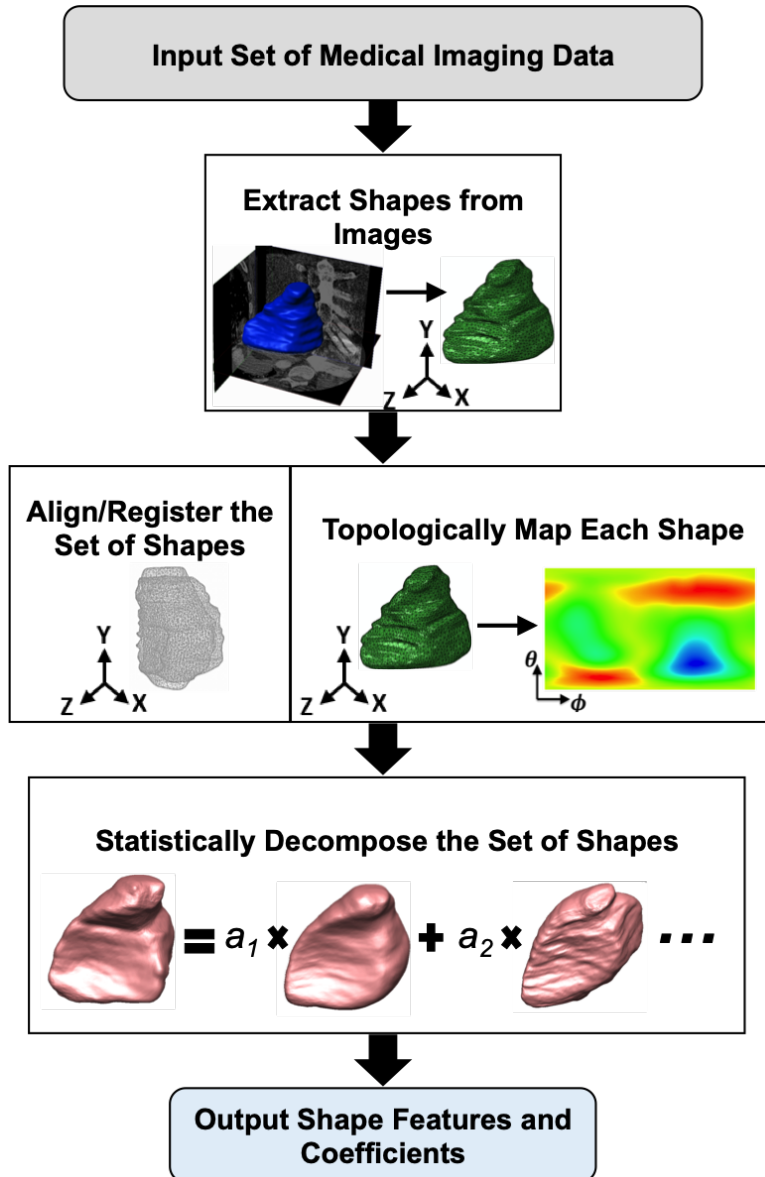 Input Set of Medical Imaging Data
Extract Shapes from
Images
Y
Z
X
Align/Register the
Set of Shapes
Y
Z
X
Topologically Map Each Shape
Y
Z
X
θ
ϕ
Statistically Decompose the Set of Shapes
= a₁ × + a₂ × ...
Output Shape Features and
Coefficients